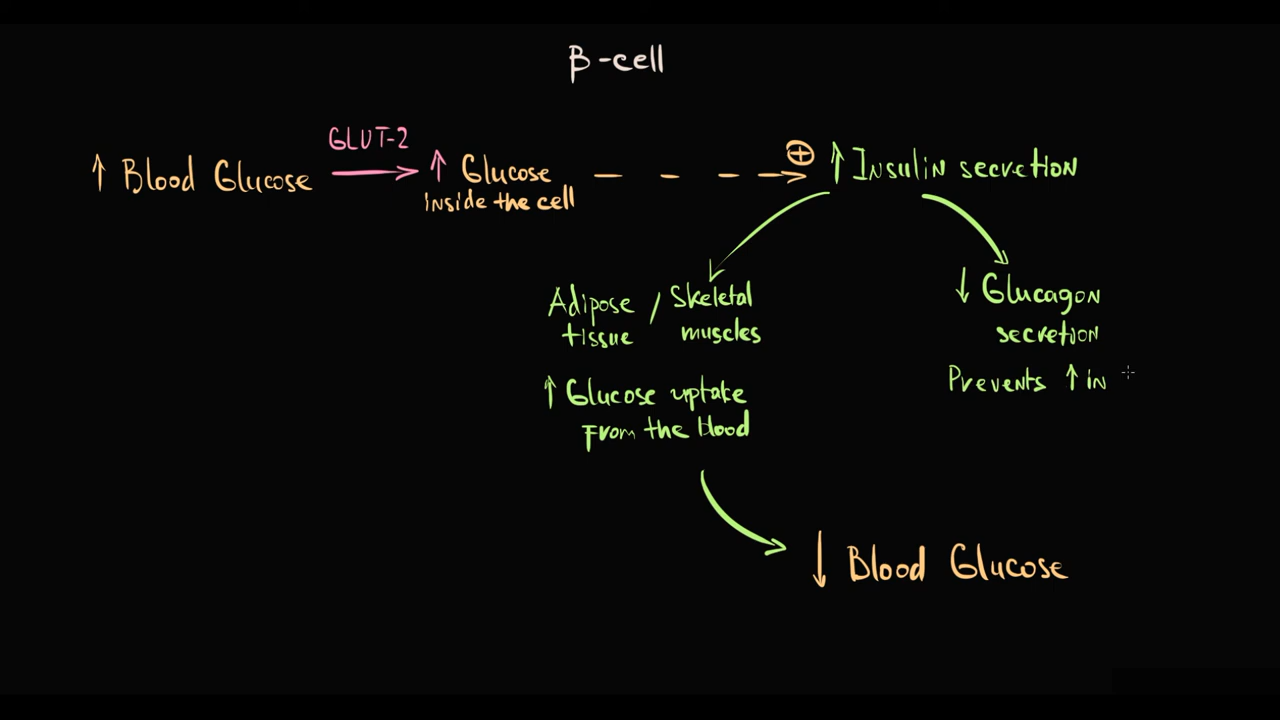 β-cell
GLUT-2
↑ Blood Glucose → ↑ Glucose
inside the cell
⊕ ↑ Insulin secretion
Adipose / Skeletal
tissue muscles
↑ Glucose uptake
from the blood
↓ Glucagon
secretion
Prevents ↑ in
↓ Blood Glucose